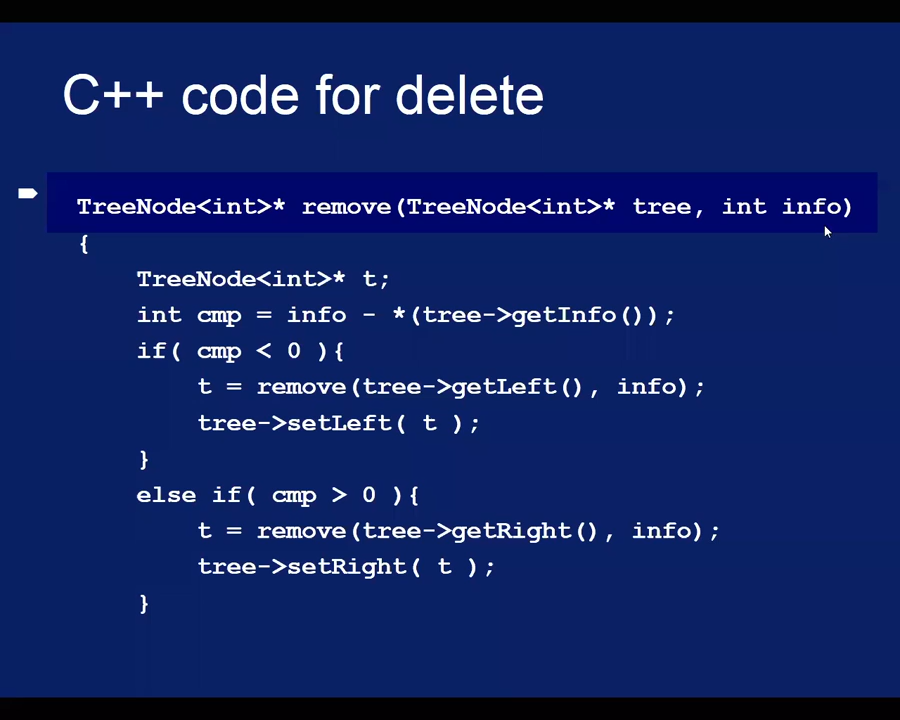 C++ code for delete
TreeNode<int>* remove(TreeNode<int>* tree, int info)
{
TreeNode<int>* t;
int cmp = info - *(tree->getInfo());
if( cmp < 0 ){
t = remove(tree->getLeft(), info);
tree->setLeft( t );
}
else if( cmp > 0 ){
t = remove(tree->getRight(), info);
tree->setRight( t );
}